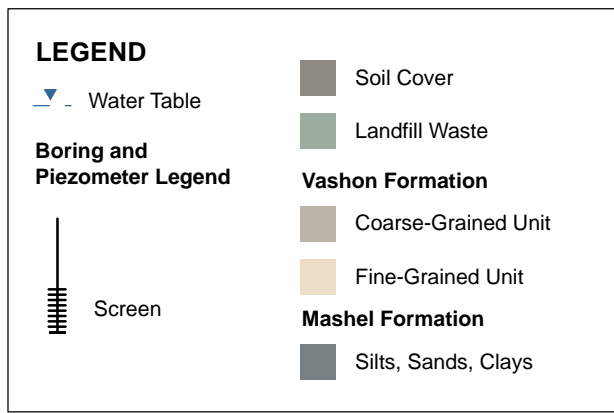 LEGEND
Water Table
Boring and
Piezometer Legend
Screen
Soil Cover
Landfill Waste
Vashon Formation
Coarse-Grained Unit
Fine-Grained Unit
Mashel Formation
Silts, Sands, Clays